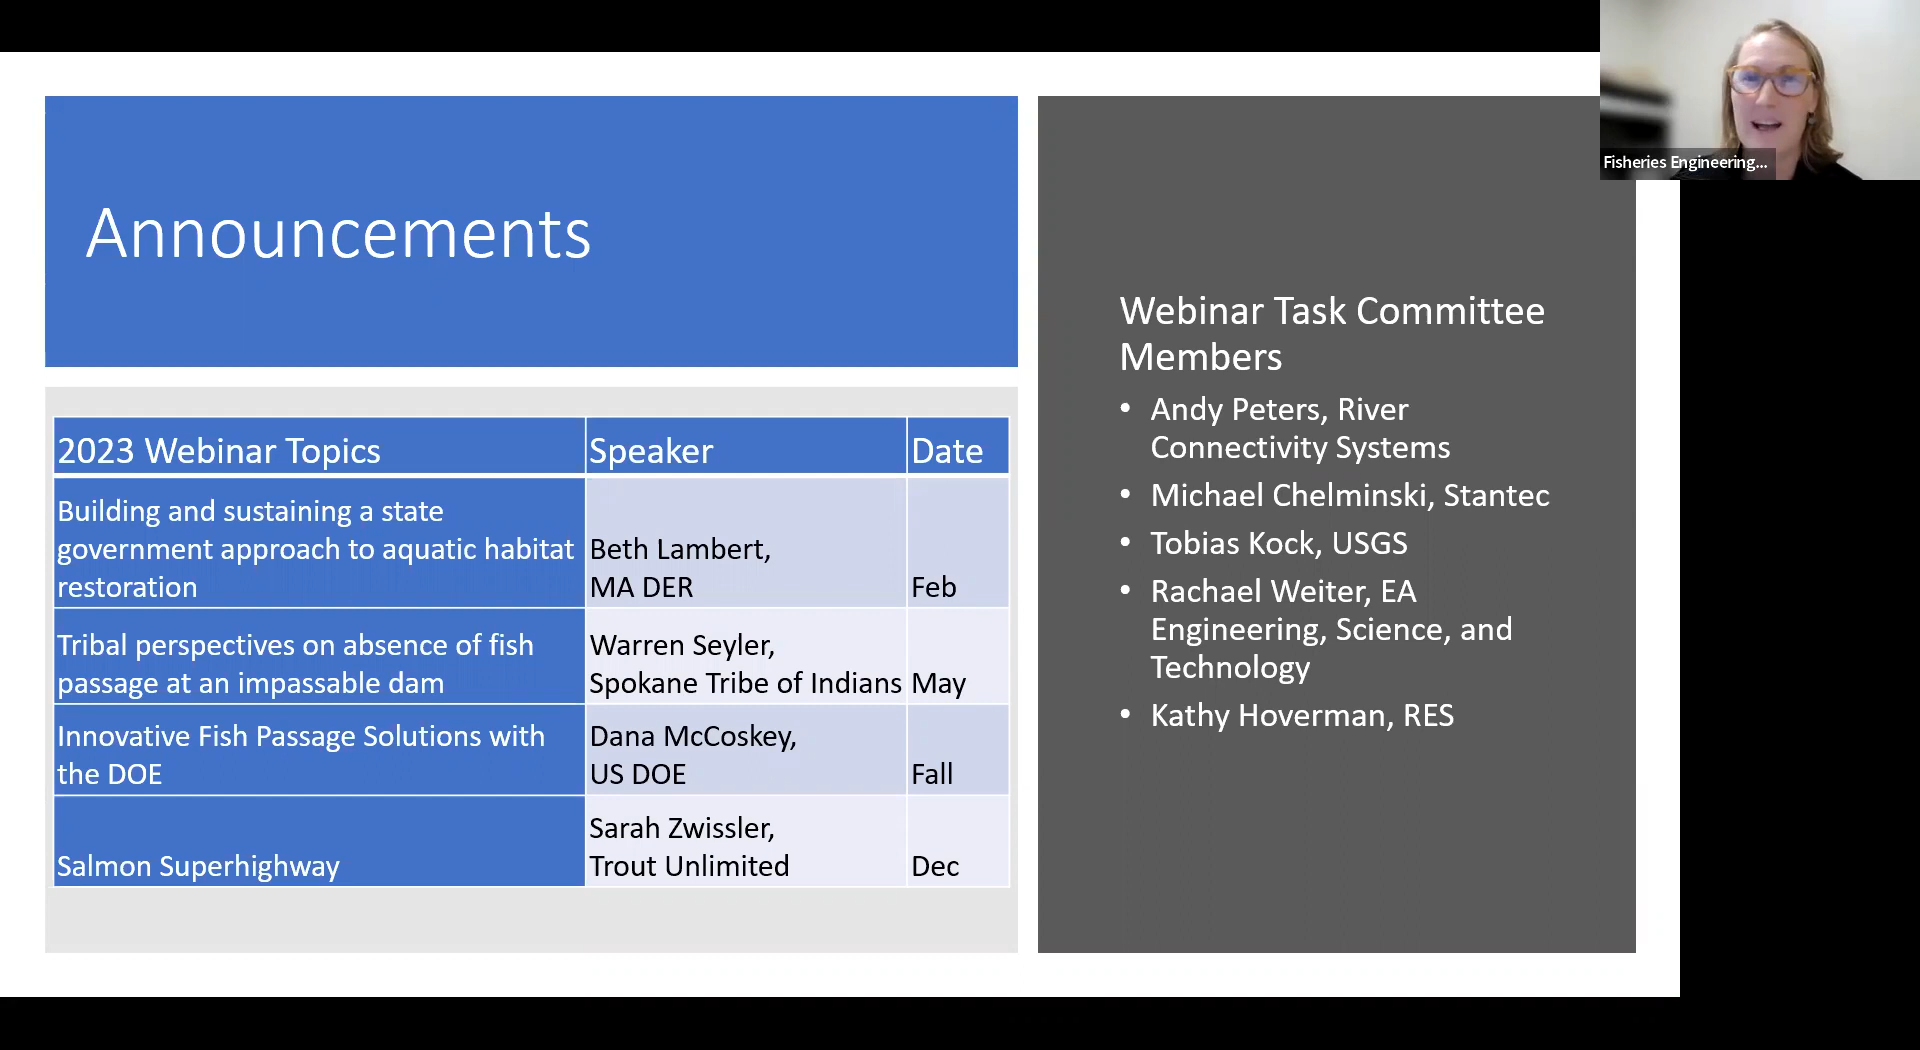 Announcements
2023 Webinar Topics Speaker Date
Building and sustaining a state
government approach to aquatic habitat
restoration
Beth Lambert,
MA DER
Feb
Tribal perspectives on absence of fish
passage at an impassable dam
Warren Seyler,
Spokane Tribe of Indians
May
Innovative Fish Passage Solutions with
the DOE
Dana McCoskey,
US DOE
Fall
Salmon Superhighway
Sarah Zwissler,
Trout Unlimited
Dec
Webinar Task Committee
Members
• Andy Peters, River
Connectivity Systems
• Michael Chelminski, Stantec
• Tobias Kock, USGS
• Rachael Weiter, EA
Engineering, Science, and
Technology
• Kathy Hoverman, RES
Fisheries Engineering...